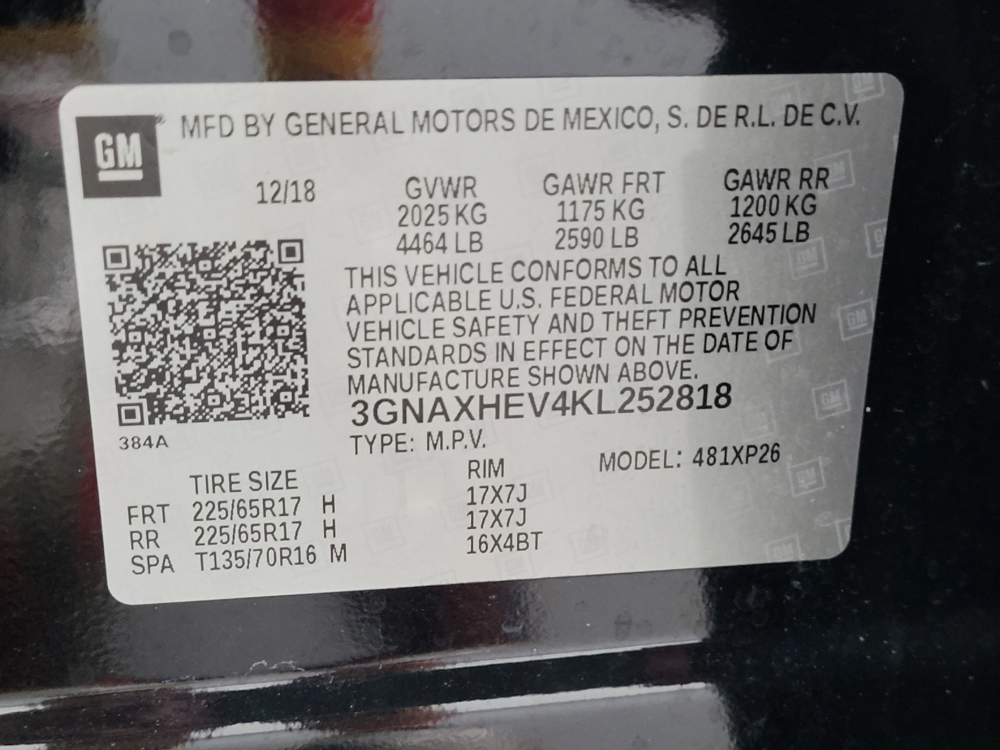 GM
MFD BY GENERAL MOTORS DE MEXICO, S. DE R.L. DE C.V.
12/18
GVWR GAWR FRT GAWR RR
2025 KG 1175 KG 1200 KG
4464 LB 2590 LB 2645 LB
THIS VEHICLE CONFORMS TO ALL
APPLICABLE U.S. FEDERAL MOTOR
VEHICLE SAFETY AND THEFT PREVENTION
STANDARDS IN EFFECT ON THE DATE OF
MANUFACTURE SHOWN ABOVE.
3GNAXHEV4KL252818
384A
TYPE: M.P.V.
TIRE SIZE RIM MODEL: 481XP26
FRT 225/65R17 H 17X7J
RR 225/65R17 H 17X7J
SPA T135/70R16 M 16X4BT